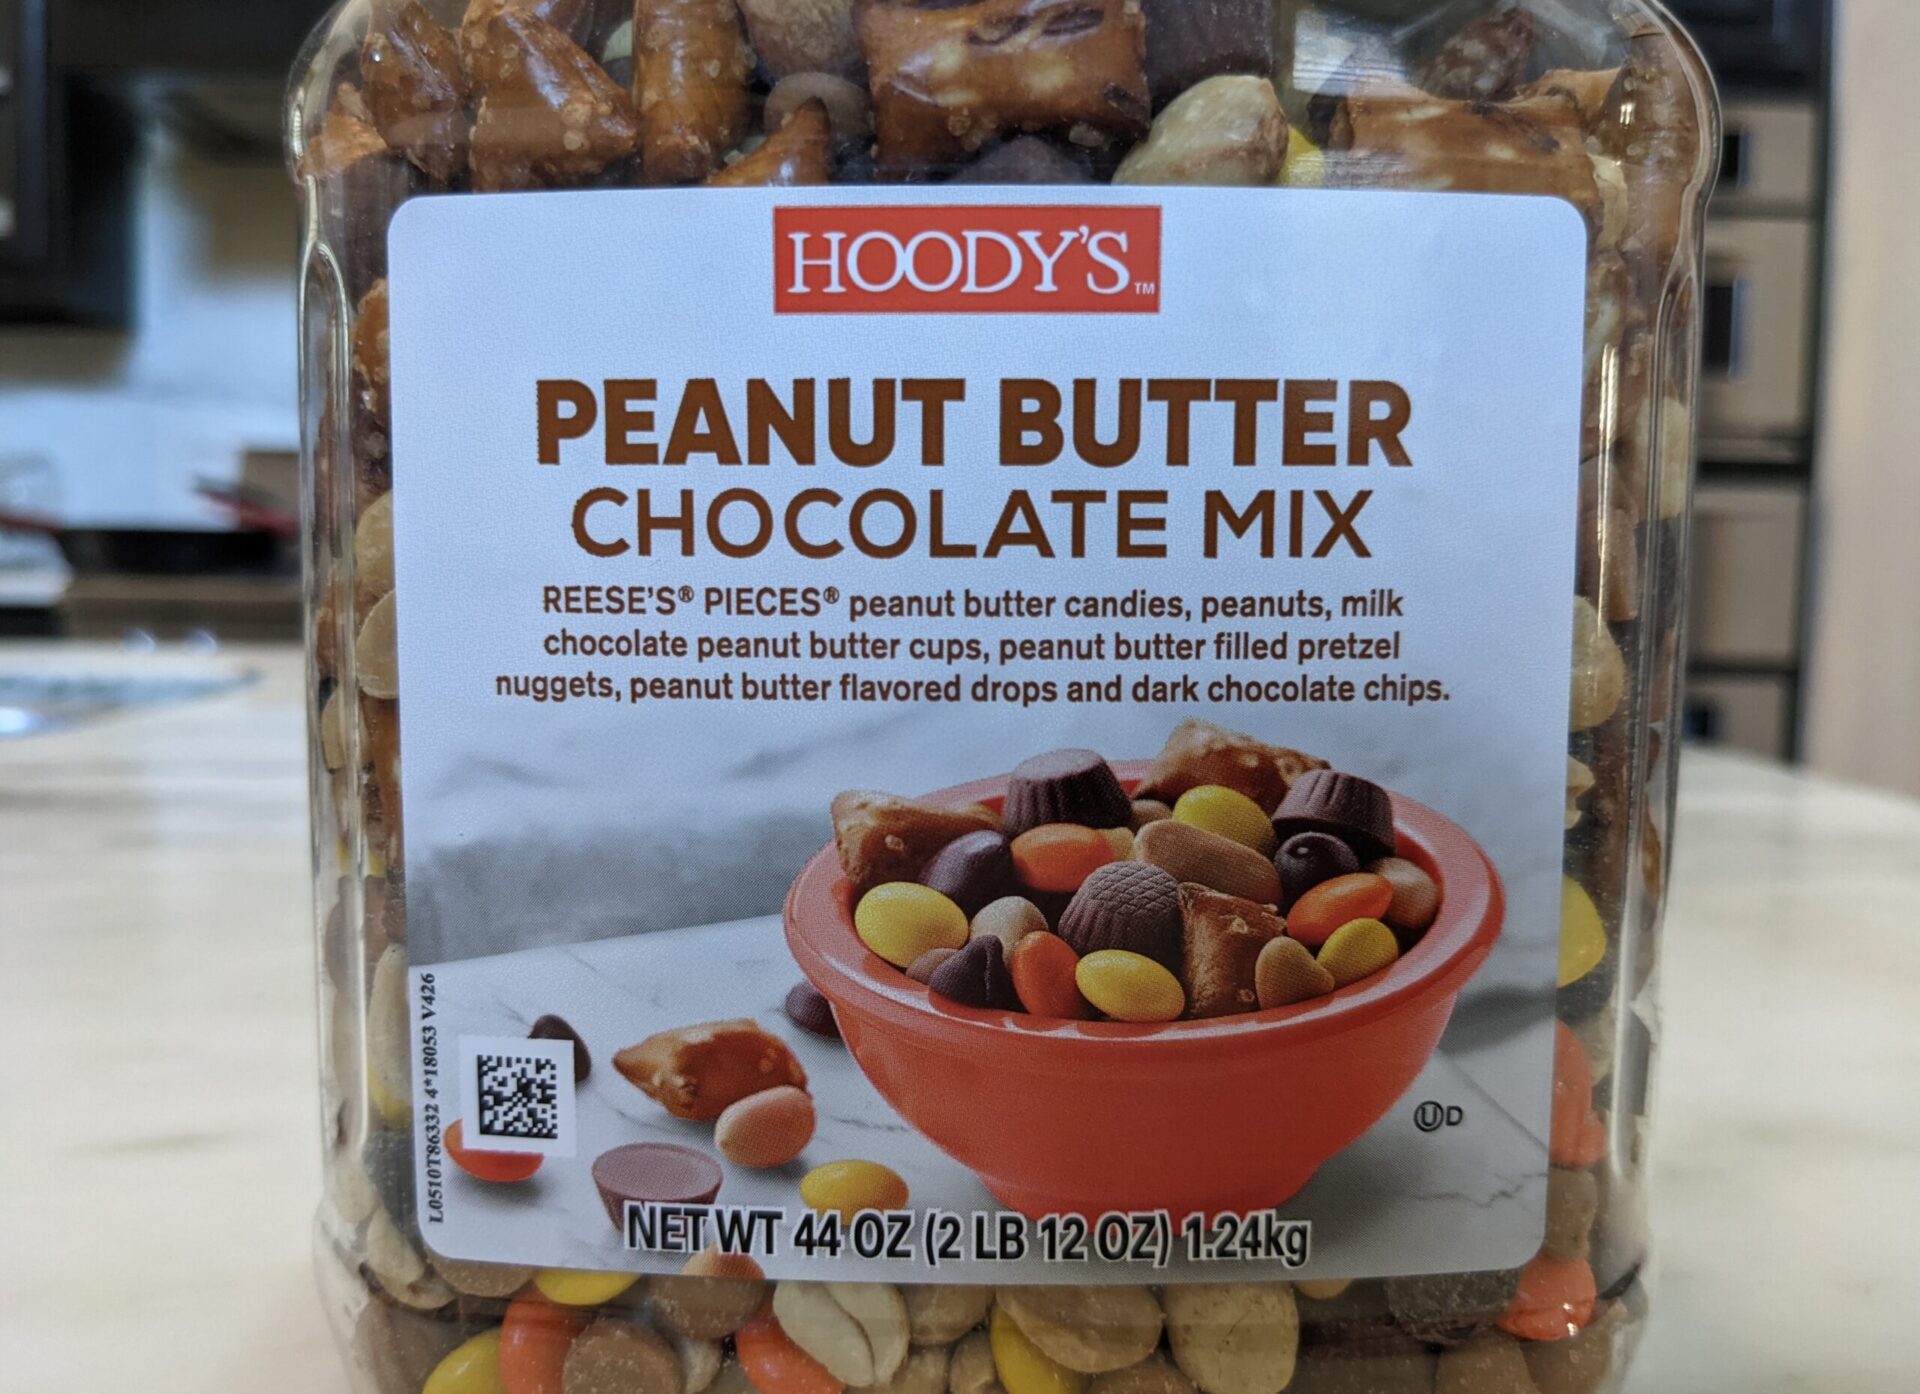 HOODY'S™
PEANUT BUTTER
CHOCOLATE MIX
REESE'S® PIECES® peanut butter candies, peanuts, milk
chocolate peanut butter cups, peanut butter filled pretzel
nuggets, peanut butter flavored drops and dark chocolate chips.
L0510T86332 4*18053 V426
Ⓤ D
NET WT 44 OZ (2 LB 12 OZ) 1.24kg